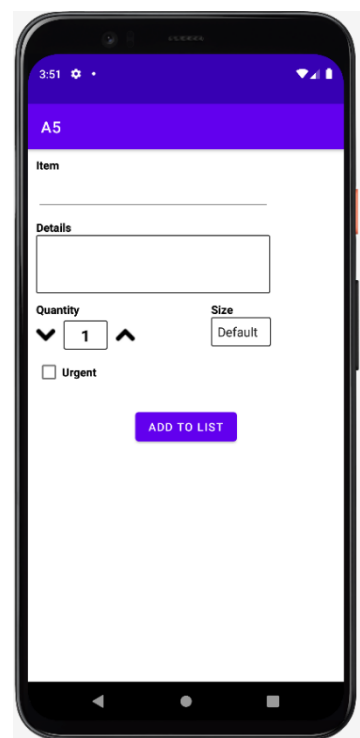 3:51
A5
Item
Details
Quantity Size
1 Default
Urgent
ADD TO LIST